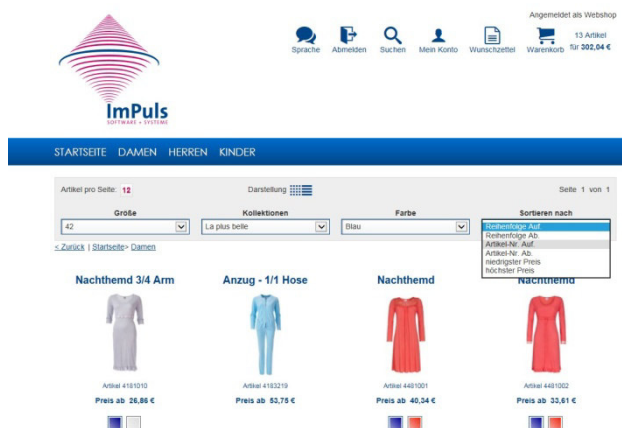 Angemeldet als Webshop
Sprache Abmelden Suchen Mein Konto Wunschzettel Warenkorb
13 Artikel
für 302,04 €
ImPuls
SOFTWARE + SYSTEME
STARTSEITE DAMEN HERREN KINDER
Artikel pro Seite: 12 Darstellung Seite 1 von 1
Größe Kollektionen Farbe Sortieren nach
42 La plus belle Blau Reihenfolge Auf.
Reihenfolge Auf.
Reihenfolge Ab.
Artikel-Nr. Auf.
Artikel-Nr. Ab.
niedrigster Preis
höchster Preis
< Zurück | Startseite> Damen
Nachthemd 3/4 Arm Anzug - 1/1 Hose Nachthemd Nachthemd
Artikel 4181010 Artikel 4183219 Artikel 4481001 Artikel 4481002
Preis ab 26,86 € Preis ab 53,75 € Preis ab 40,34 € Preis ab 33,61 €